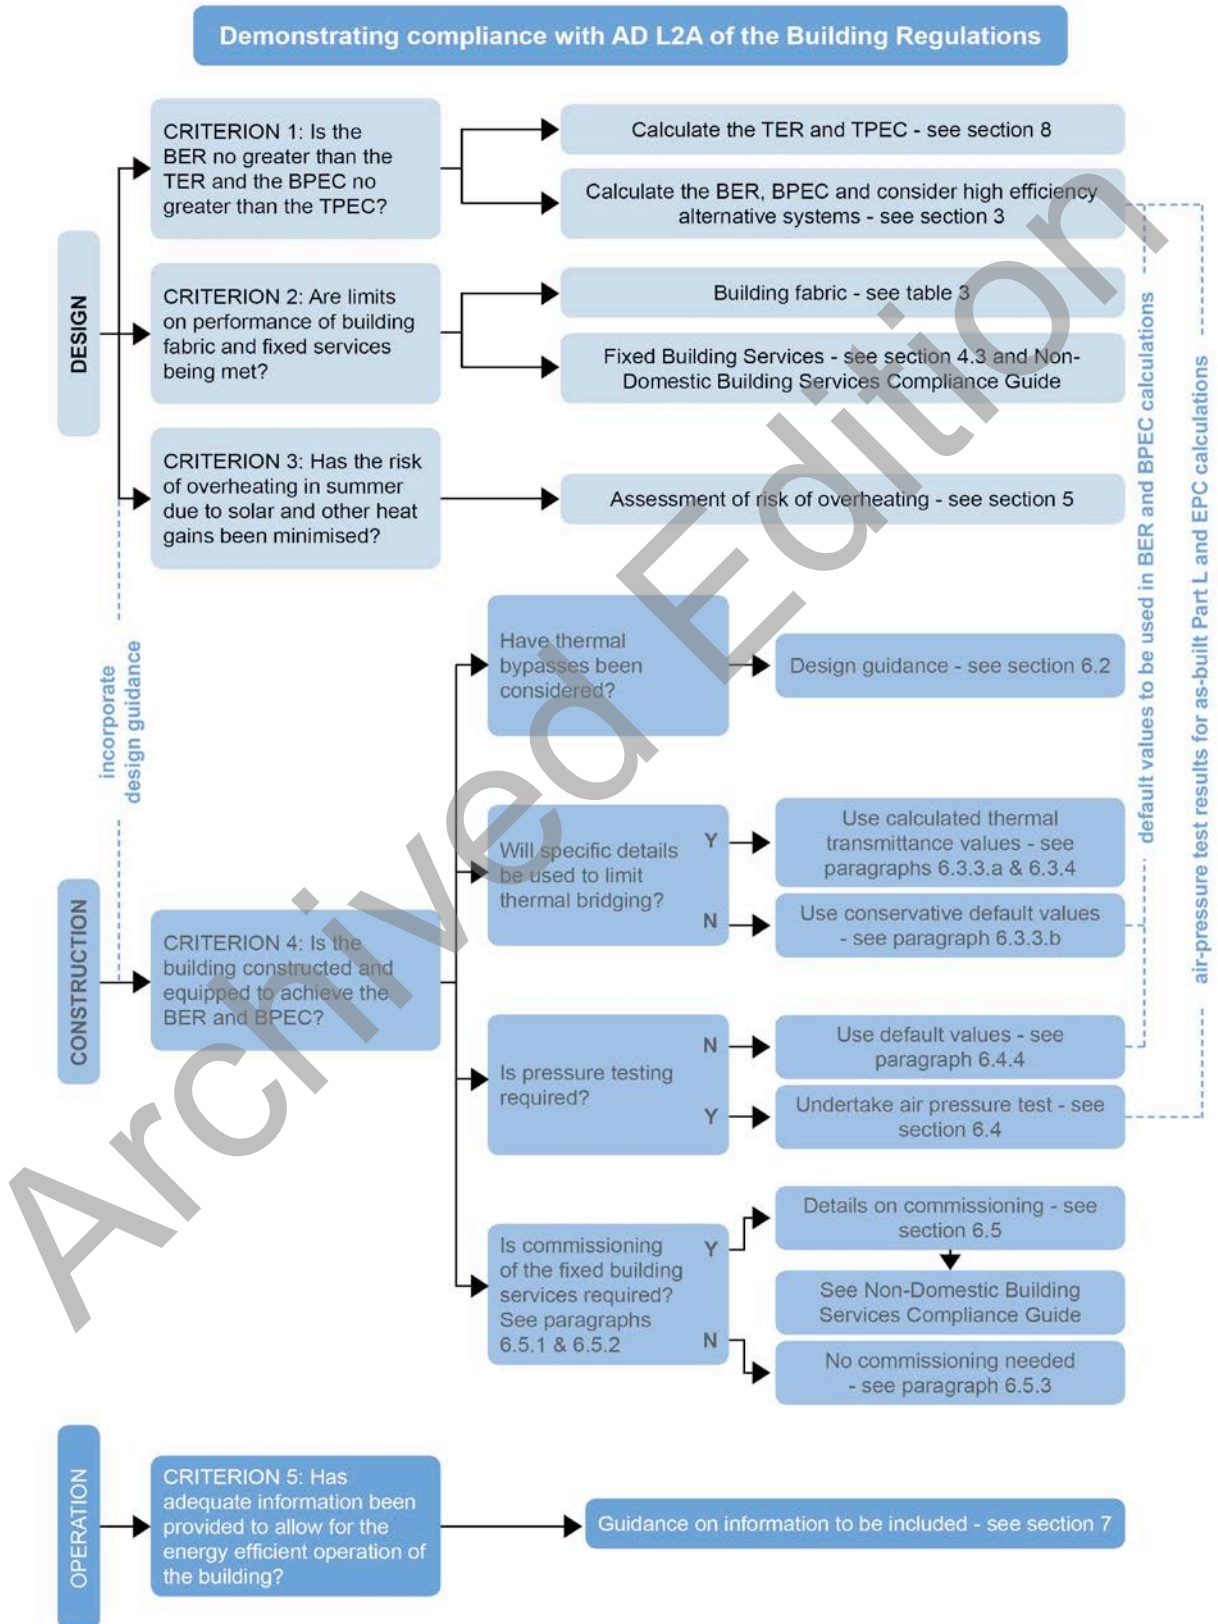 Demonstrating compliance with AD L2A of the Building Regulations
DESIGN
CRITERION 1: Is the
BER no greater than the
TER and the BPEC no
greater than the TPEC?
Calculate the TER and TPEC - see section 8
Calculate the BER, BPEC and consider high efficiency
alternative systems - see section 3
CRITERION 2: Are limits
on performance of building
fabric and fixed services
being met?
Building fabric - see table 3
Fixed Building Services - see section 4.3 and Non-
Domestic Building Services Compliance Guide
CRITERION 3: Has the risk
of overheating in summer
due to solar and other heat
gains been minimised?
Assessment of risk of overheating - see section 5
incorporate
design guidance
default values to be used in BER and BPEC calculations
air-pressure test results for as-built Part L and EPC calculations
CONSTRUCTION
CRITERION 4: Is the
building constructed and
equipped to achieve the
BER and BPEC?
Have thermal
bypasses been
considered?
Design guidance - see section 6.2
Will specific details
be used to limit
thermal bridging?
Y
Use calculated thermal
transmittance values - see
paragraphs 6.3.3.a & 6.3.4
N
Use conservative default values
- see paragraph 6.3.3.b
Is pressure testing
required?
N
Use default values - see
paragraph 6.4.4
Y
Undertake air pressure test - see
section 6.4
Is commissioning
of the fixed building
services required?
See paragraphs
6.5.1 & 6.5.2
Y
Details on commissioning - see
section 6.5
See Non-Domestic Building
Services Compliance Guide
N
No commissioning needed
- see paragraph 6.5.3
OPERATION
CRITERION 5: Has
adequate information been
provided to allow for the
energy efficient operation of
the building?
Guidance on information to be included - see section 7
Archived Edition